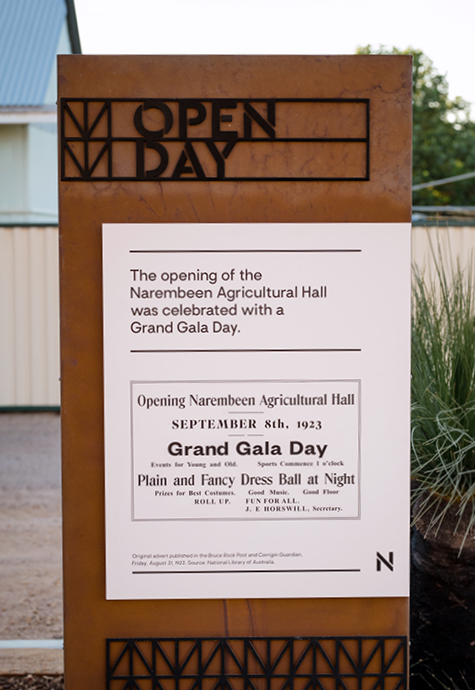 OPEN
DAY
The opening of the
Narembeen Agricultural Hall
was celebrated with a
Grand Gala Day.
Opening Narembeen Agricultural Hall
SEPTEMBER 8th, 1923
Grand Gala Day
Events for Young and Old. Sports Commence 1 o'clock
Plain and Fancy Dress Ball at Night
Prizes for Best Costumes. Good Music. Good Floor
ROLL UP. FUN FOR ALL.
J. E HORSWILL, Secretary.
Original advert published in the Bruce Rock Post and Corrigin Guardian,
Friday, August 31, 1923. Source: National Library of Australia.
N